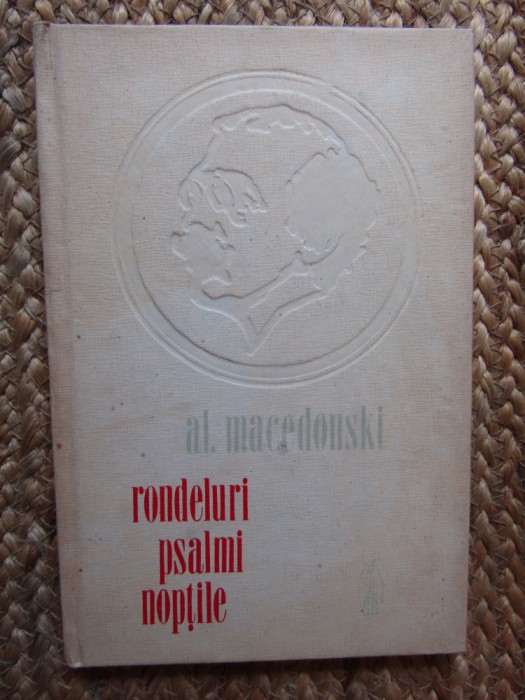 al. macedonski
rondeluri
psalmi
nopțile